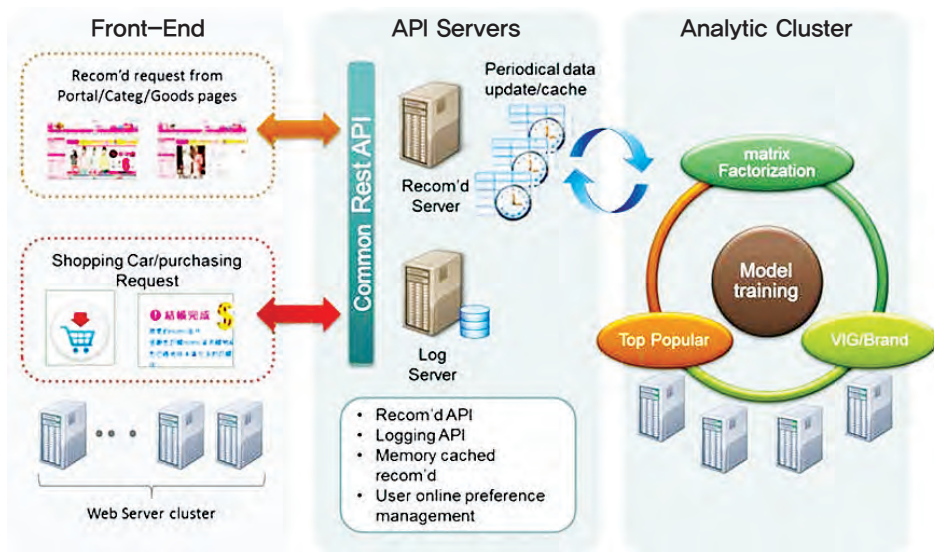 Front-End
Recom'd request from
Portal/Categ/Goods pages
Shopping Car/purchasing
Request
結帳完成
Web Server cluster
API Servers
Common Rest API
Periodical data
update/cache
Recom'd
Server
Log
Server
• Recom'd API
• Logging API
• Memory cached
recom'd
• User online preference
management
Analytic Cluster
matrix
Factorization
Model
training
Top Popular
VIG/Brand